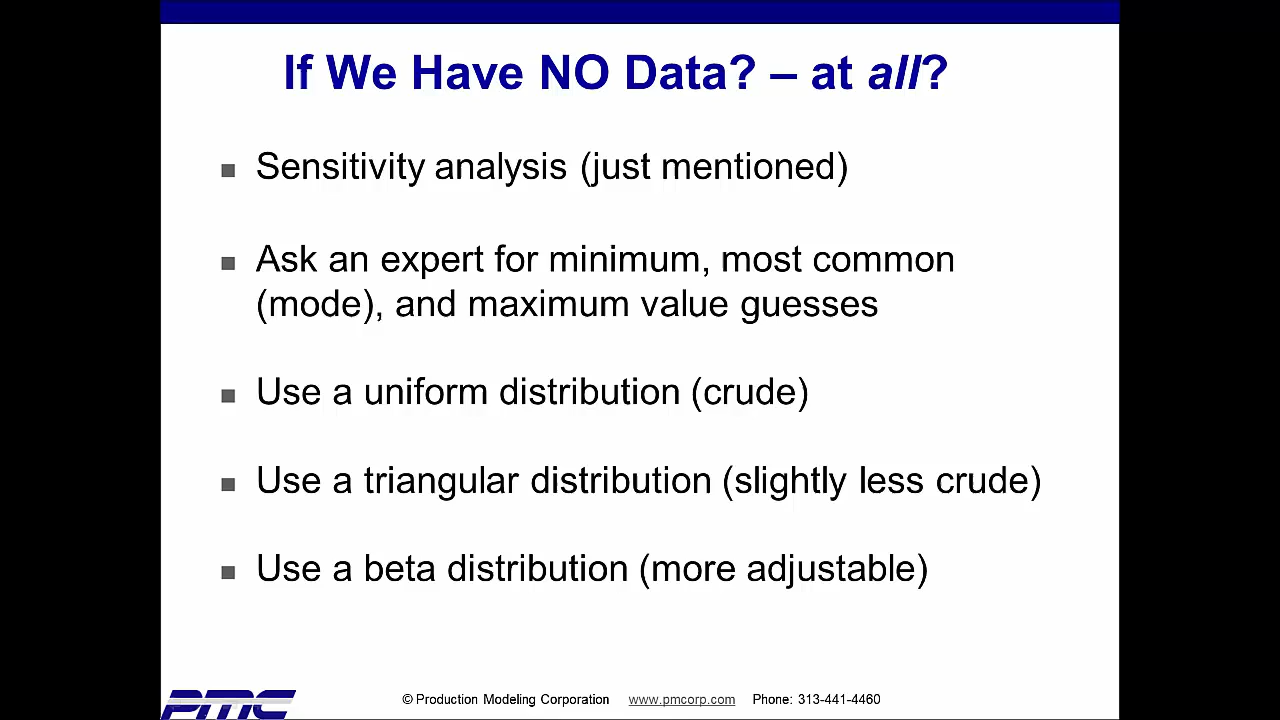 If We Have NO Data? – at all?
■ Sensitivity analysis (just mentioned)
■ Ask an expert for minimum, most common
(mode), and maximum value guesses
■ Use a uniform distribution (crude)
■ Use a triangular distribution (slightly less crude)
■ Use a beta distribution (more adjustable)
PMC © Production Modeling Corporation www.pmcorp.com Phone: 313-441-4460